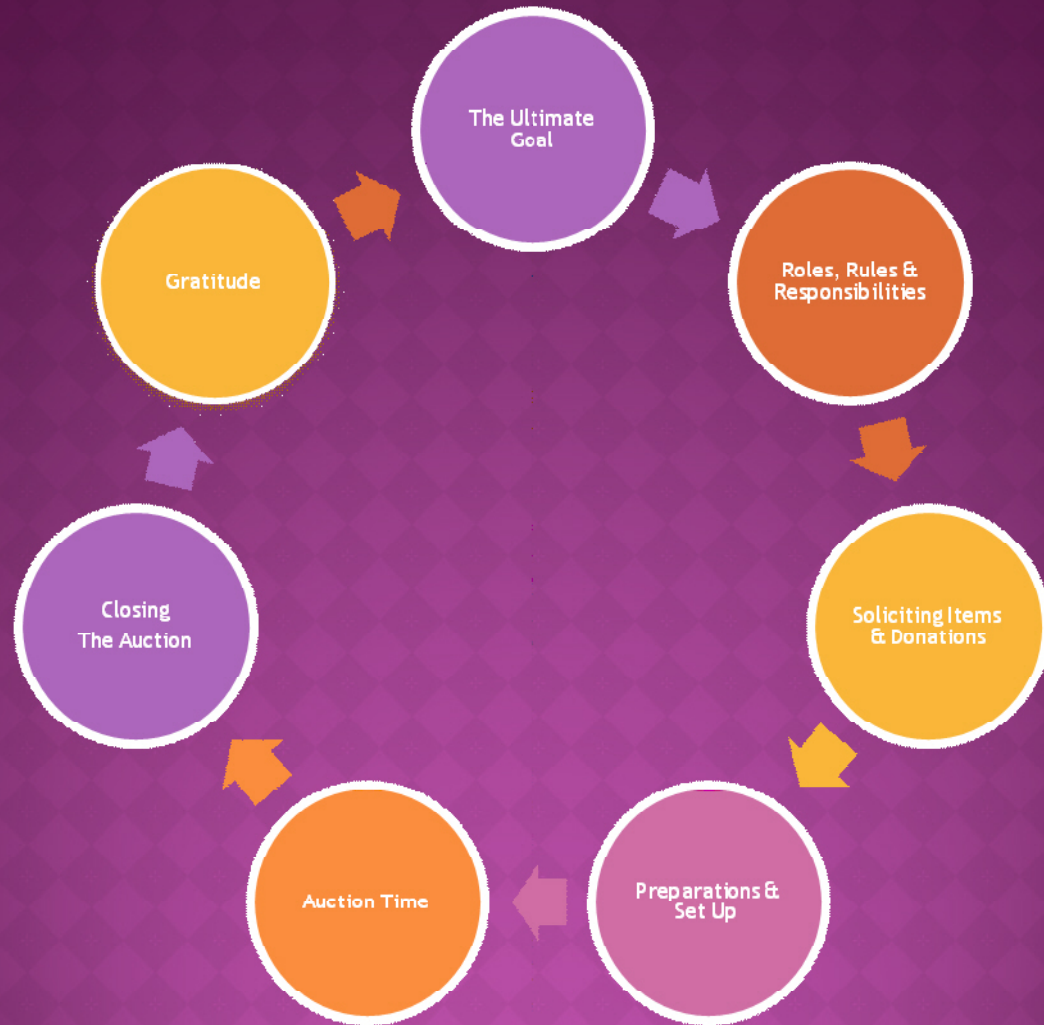 The Ultimate
Goal
Roles, Rules &
Responsibilities
Soliciting Items
& Donations
Preparations &
Set Up
Auction Time
Closing
The Auction
Gratitude